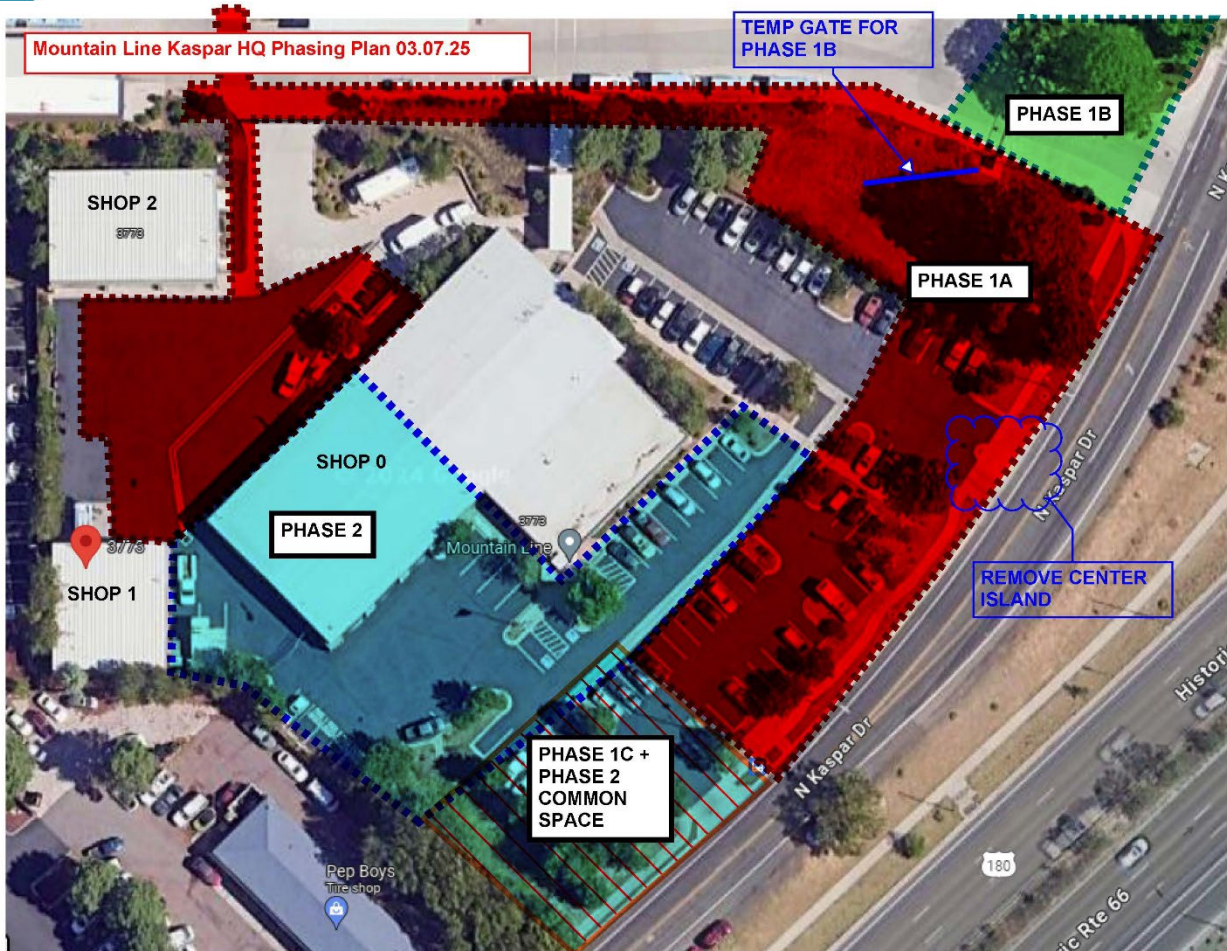 Mountain Line Kaspar HQ Phasing Plan 03.07.25
TEMP GATE FOR
PHASE 1B
PHASE 1B
SHOP 2
3773
PHASE 1A
SHOP 0
PHASE 2
3773
Mountain Line
3773
SHOP 1
N Kaspar Dr
REMOVE CENTER
ISLAND
PHASE 1C +
PHASE 2
COMMON
SPACE
N Kaspar Dr
Pep Boys
Tire shop
180
N K
Histori
ic Rte 66